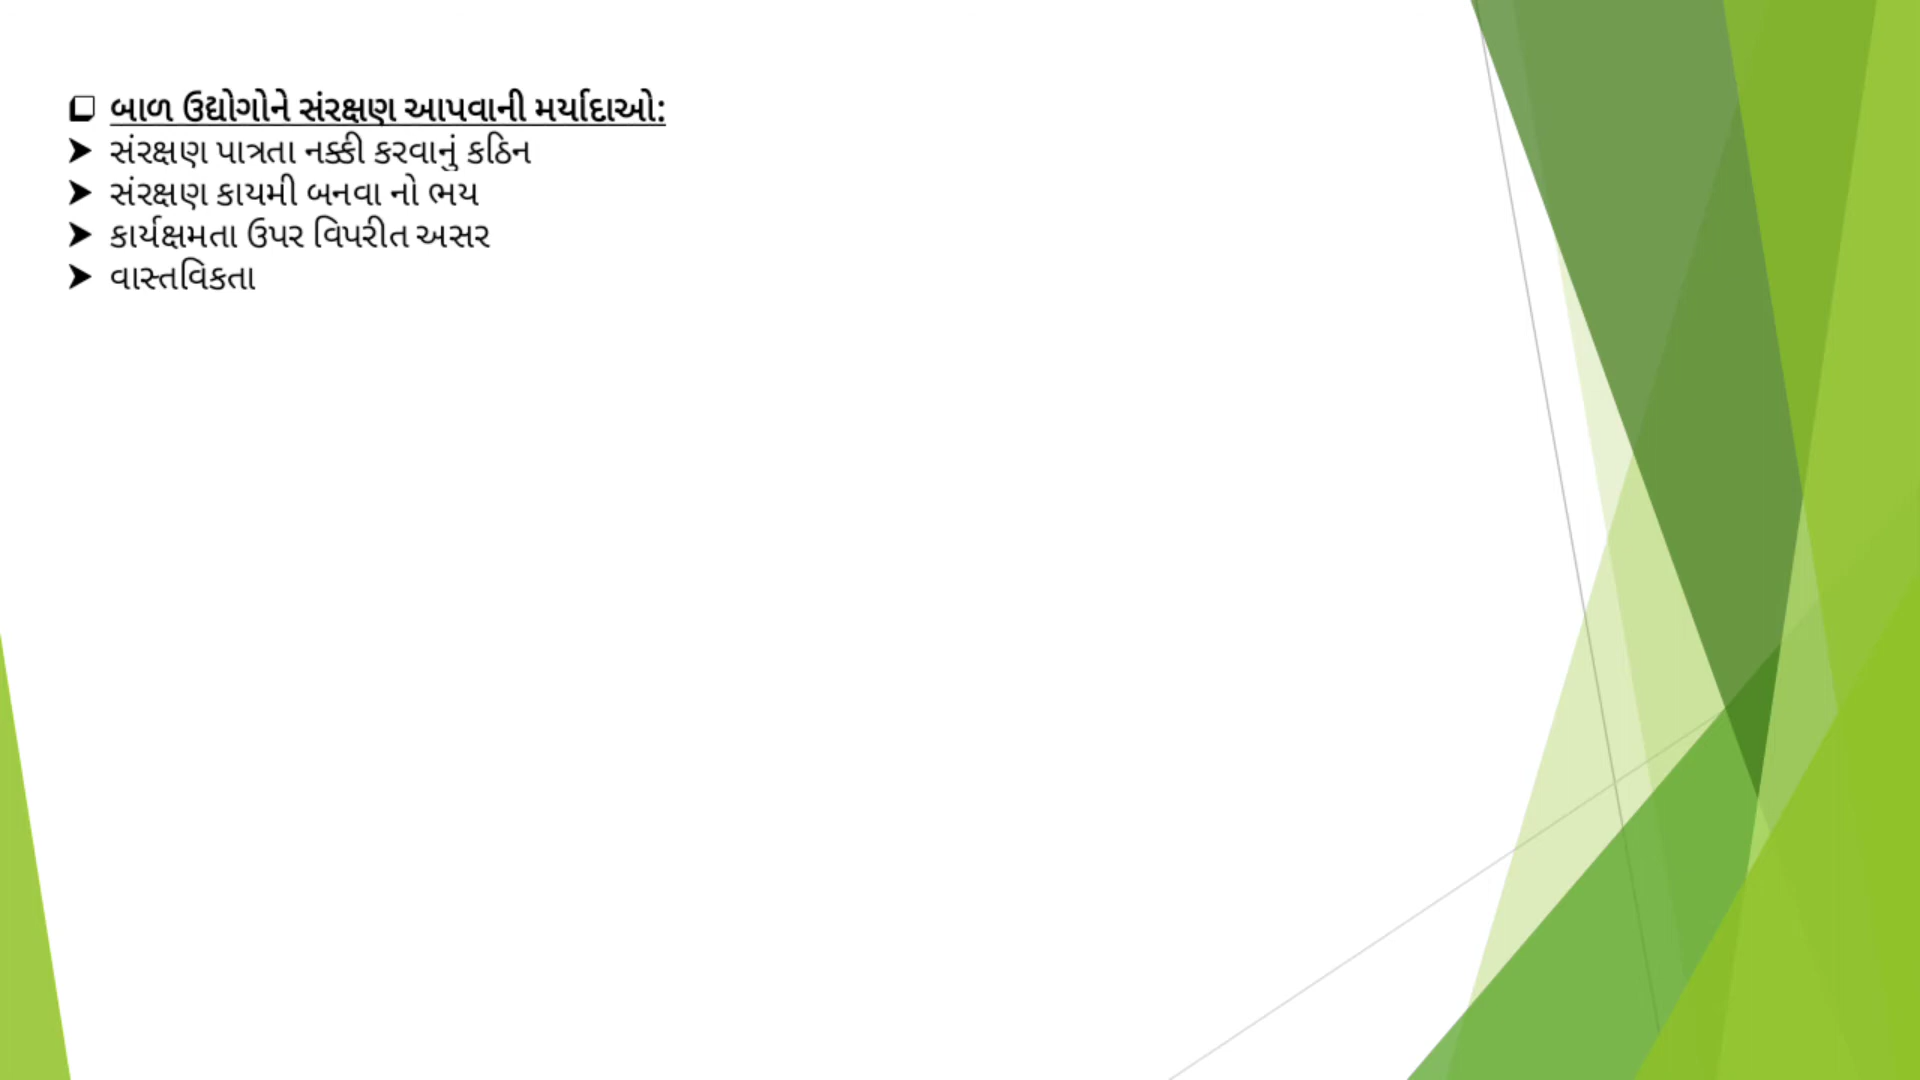 બાળ ઉદ્યોગોને સંરક્ષણ આપવાની મર્યાદાઓ:
સંરક્ષણ પાત્રતા નક્કી કરવાનું કઠિન
સંરક્ષણ કાયમી બનવા નો ભય
કાર્યક્ષમતા ઉપર વિપરીત અસર
વાસ્તવિકતા